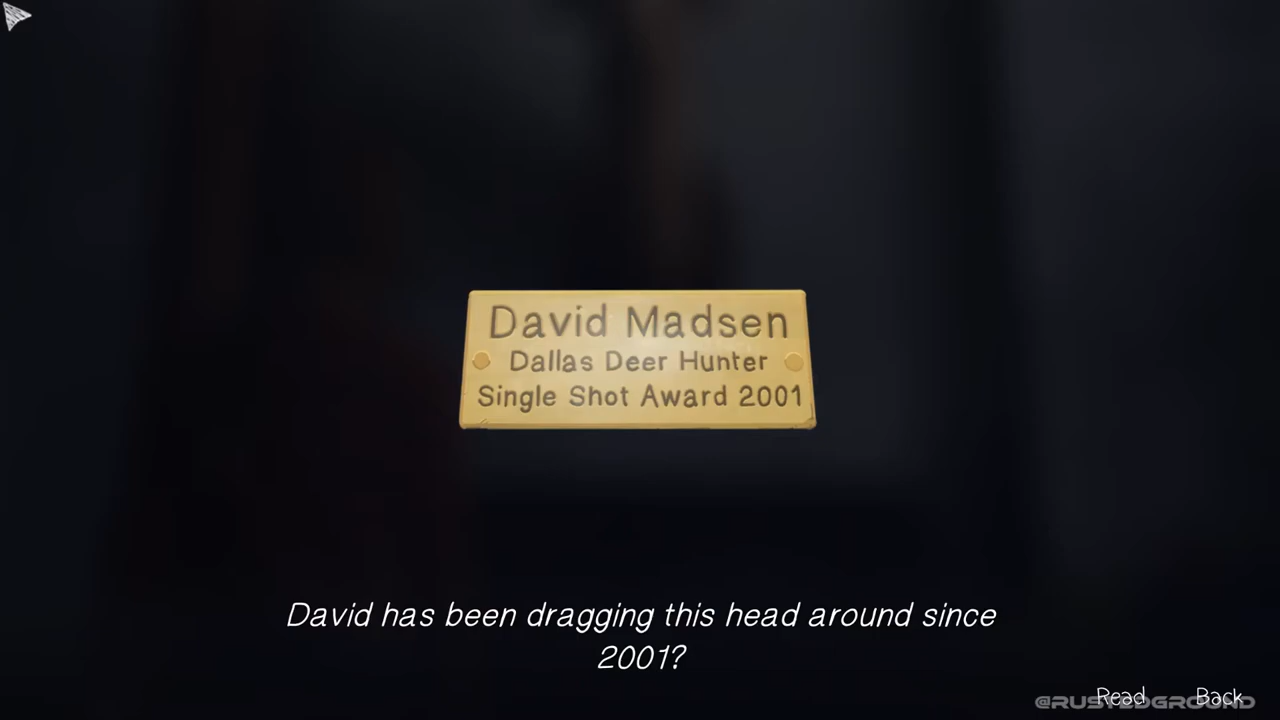 David Madsen
Dallas Deer Hunter
Single Shot Award 2001
David has been dragging this head around since
2001?
Read Back
@RUSTEDGROUND